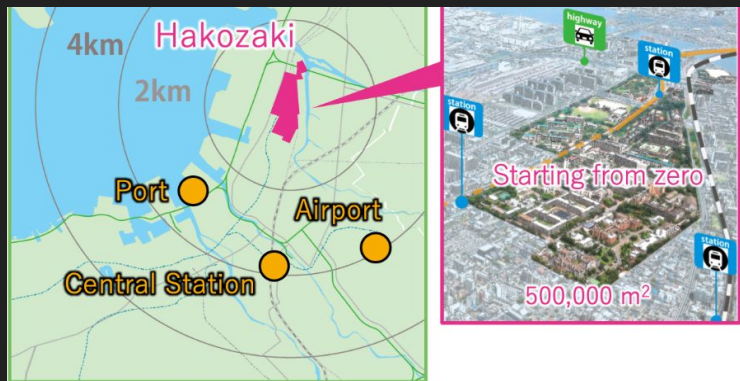 4km
Hakozaki
2km
Port
Airport
Central Station
highway
station
station
Starting from zero
station
500,000 m²